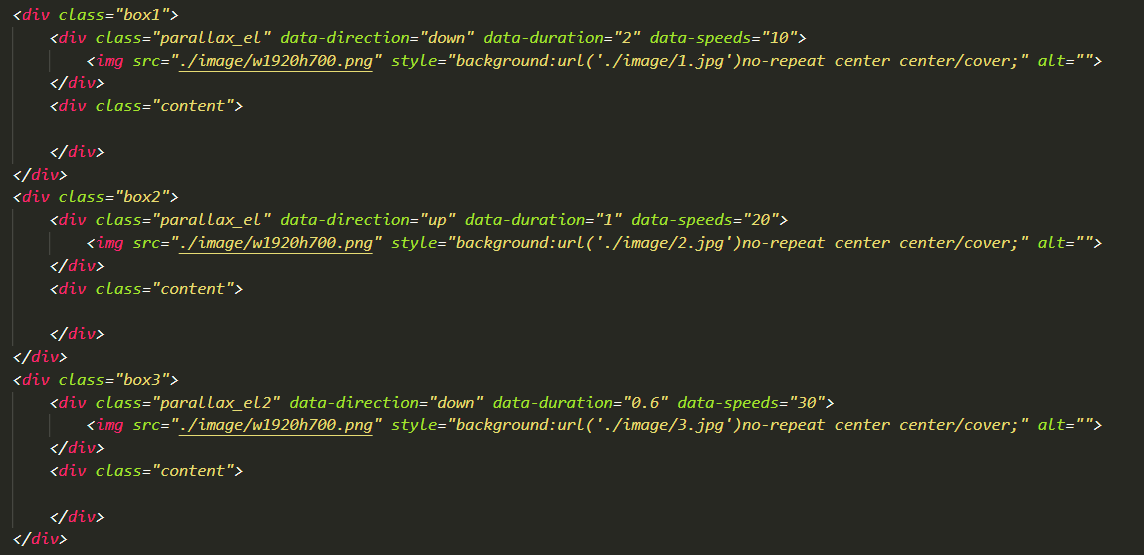 <div class="box1">
<div class="parallax_el" data-direction="down" data-duration="2" data-speeds="10">
<img src="./image/w1920h700.png" style="background:url('./image/1.jpg')no-repeat center center/cover;" alt="">
</div>
<div class="content">
</div>
</div>
<div class="box2">
<div class="parallax_el" data-direction="up" data-duration="1" data-speeds="20">
<img src="./image/w1920h700.png" style="background:url('./image/2.jpg')no-repeat center center/cover;" alt="">
</div>
<div class="content">
</div>
</div>
<div class="box3">
<div class="parallax_el2" data-direction="down" data-duration="0.6" data-speeds="30">
<img src="./image/w1920h700.png" style="background:url('./image/3.jpg')no-repeat center center/cover;" alt="">
</div>
<div class="content">
</div>
</div>